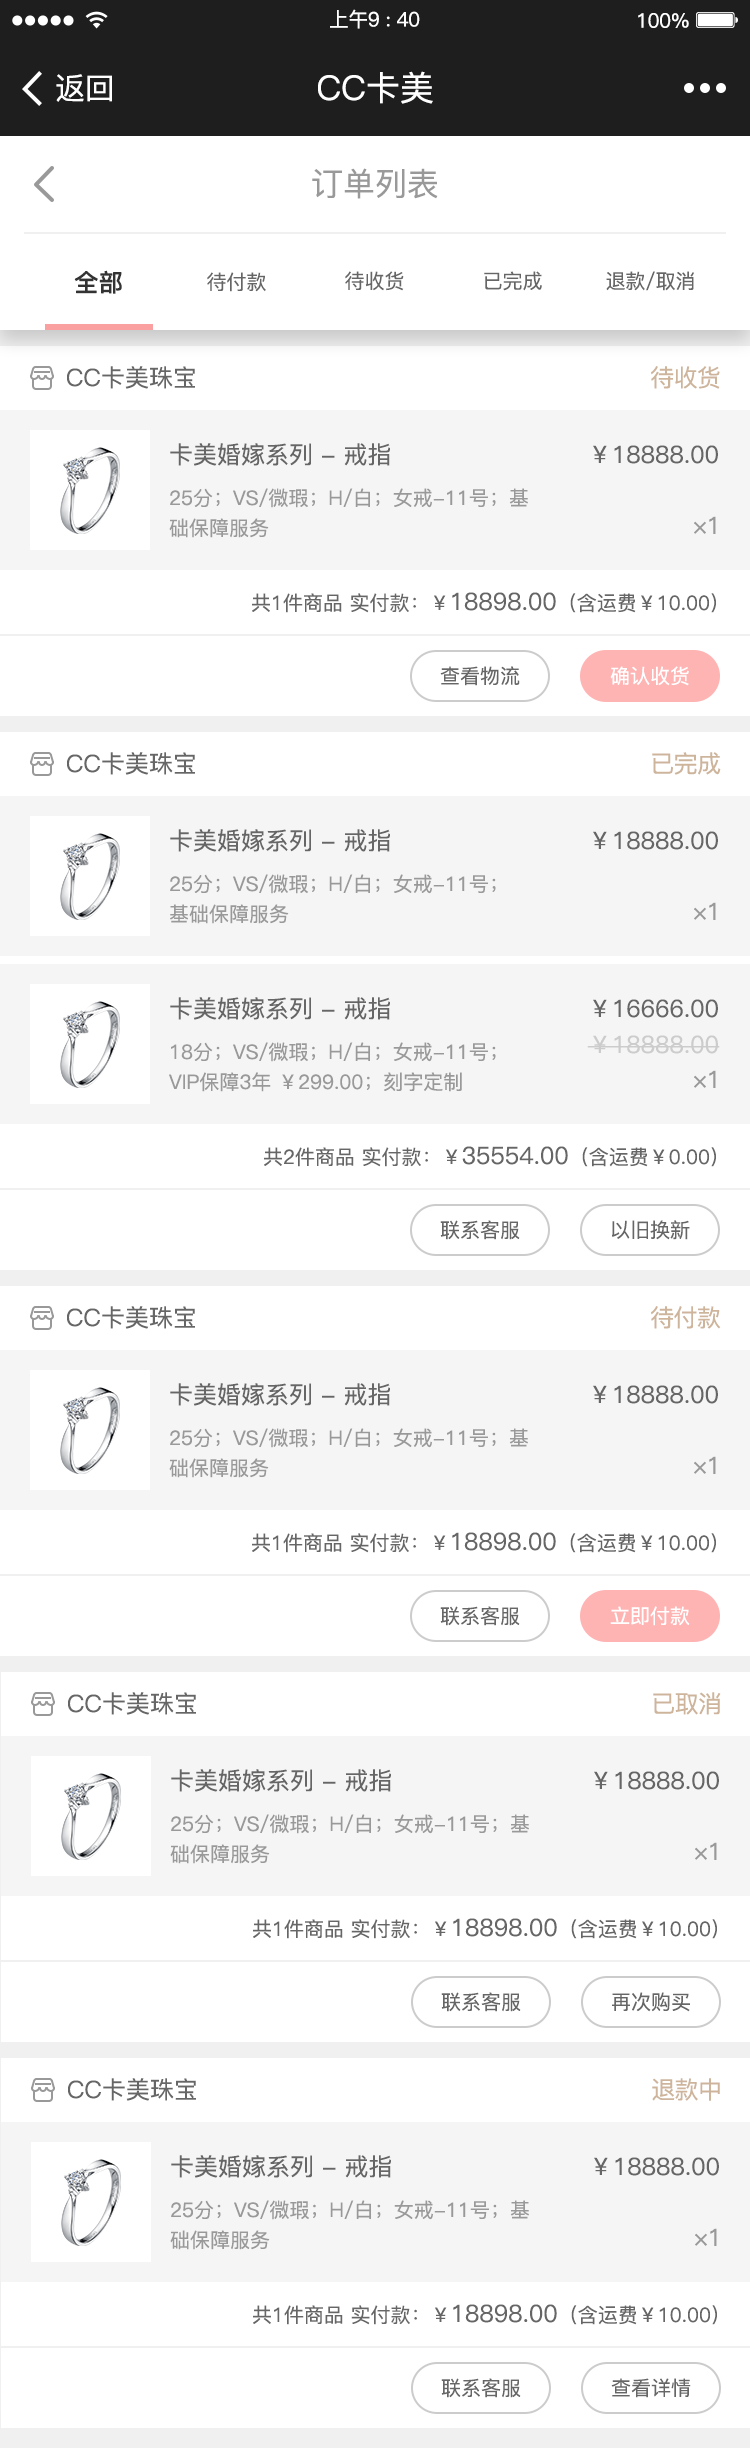 上午9 : 40
100%
返回
CC卡美
订单列表
全部
待付款
待收货
已完成
退款/取消
CC卡美珠宝
待收货
卡美婚嫁系列 – 戒指
¥ 18888.00
25分；VS/微瑕；H/白；女戒–11号；基
础保障服务
×1
共1件商品 实付款：¥ 18898.00（含运费 ¥ 10.00）
查看物流
确认收货
CC卡美珠宝
已完成
卡美婚嫁系列 – 戒指
¥ 18888.00
25分；VS/微瑕；H/白；女戒–11号；
基础保障服务
×1
卡美婚嫁系列 – 戒指
¥ 16666.00
18分；VS/微瑕；H/白；女戒–11号；
¥ 18888.00
VIP保障3年 ¥ 299.00；刻字定制
×1
共2件商品 实付款：¥ 35554.00（含运费 ¥ 0.00）
联系客服
以旧换新
CC卡美珠宝
待付款
卡美婚嫁系列 – 戒指
¥ 18888.00
25分；VS/微瑕；H/白；女戒–11号；基
础保障服务
×1
共1件商品 实付款：¥ 18898.00（含运费 ¥ 10.00）
联系客服
立即付款
CC卡美珠宝
已取消
卡美婚嫁系列 – 戒指
¥ 18888.00
25分；VS/微瑕；H/白；女戒–11号；基
础保障服务
×1
共1件商品 实付款：¥ 18898.00（含运费 ¥ 10.00）
联系客服
再次购买
CC卡美珠宝
退款中
卡美婚嫁系列 – 戒指
¥ 18888.00
25分；VS/微瑕；H/白；女戒–11号；基
础保障服务
×1
共1件商品 实付款：¥ 18898.00（含运费 ¥ 10.00）
联系客服
查看详情